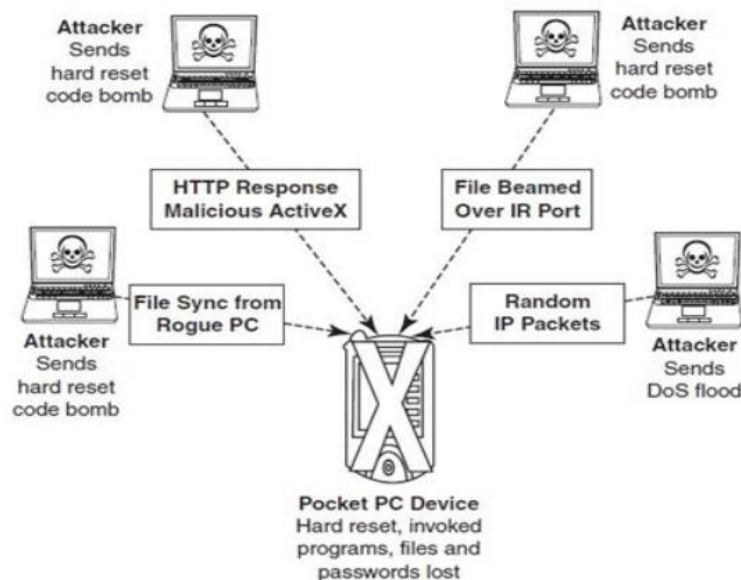 Attacker
Sends
hard reset
code bomb
Attacker
Sends
hard reset
code bomb
HTTP Response
Malicious ActiveX
File Beamed
Over IR Port
File Sync from
Rogue PC
Random
IP Packets
Attacker
Sends
hard reset
code bomb
Attacker
Sends
DoS flood
X
Pocket PC Device
Hard reset, invoked
programs, files and
passwords lost